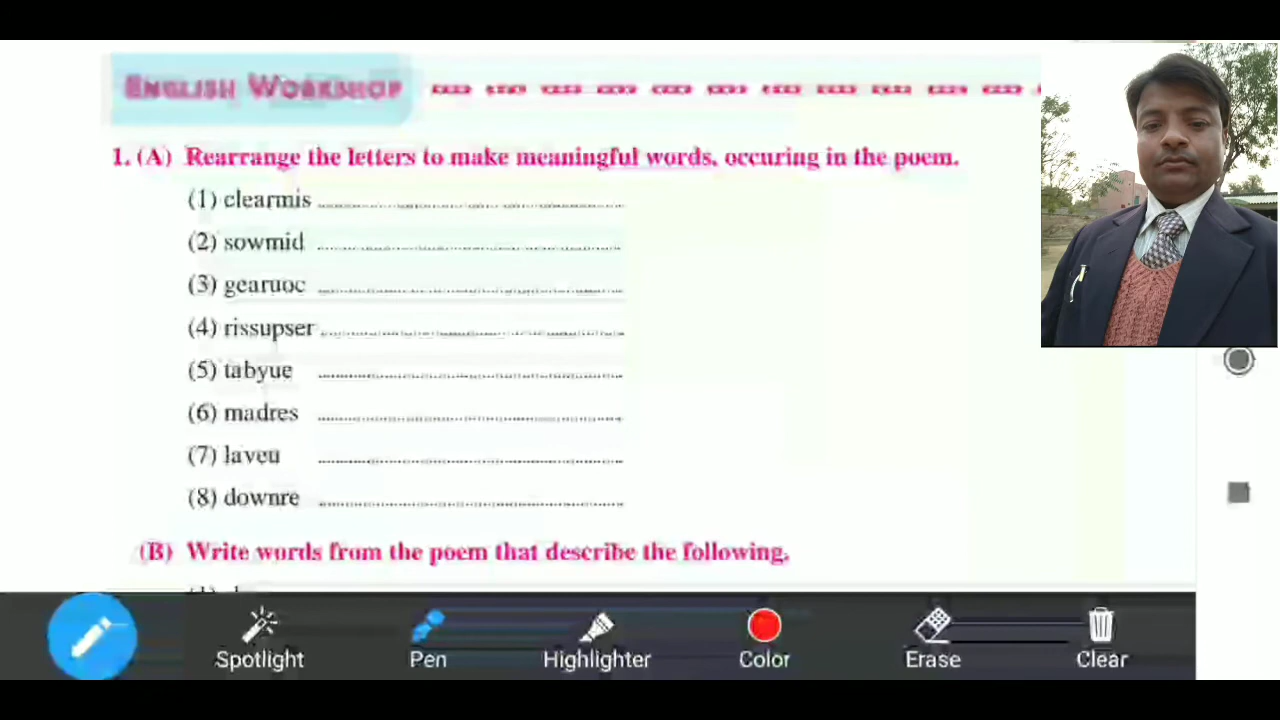 ENGLISH WORKSHOP
1. (A) Rearrange the letters to make meaningful words, occuring in the poem.
(1) clearmis
(2) sowmid
(3) gearuoc
(4) rissupser
(5) tabyue
(6) madres
(7) laveu
(8) downre
(B) Write words from the poem that describe the following.
Spotlight
Pen
Highlighter
Color
Erase
Clear